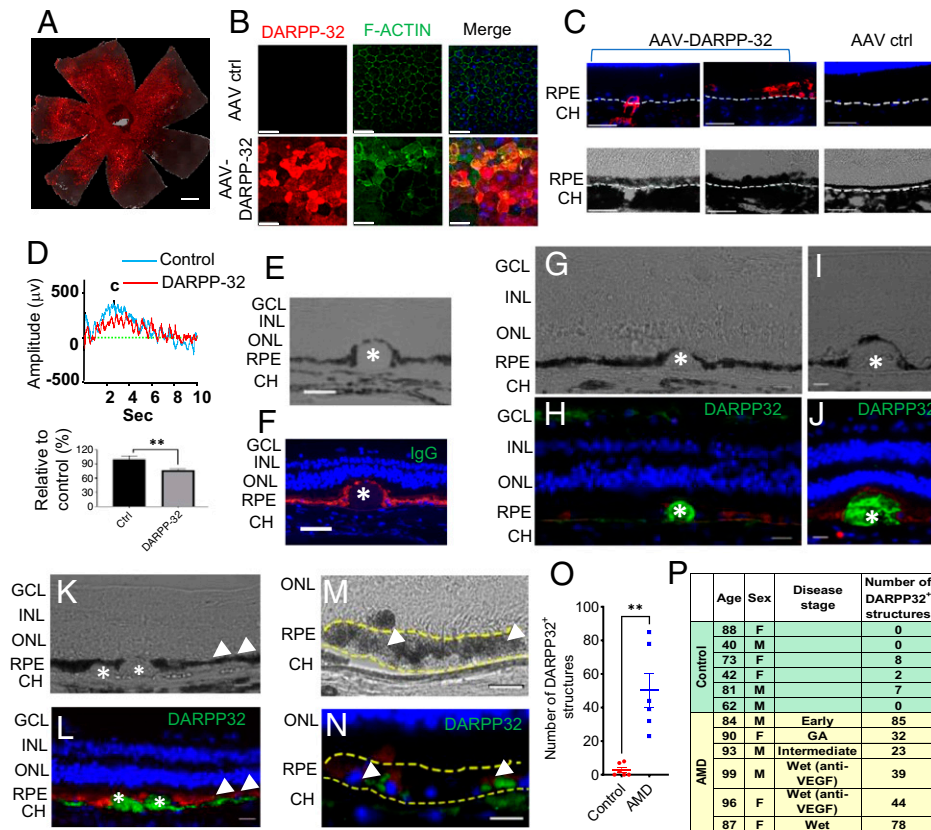 A
B
DARPP-32 F-ACTIN Merge
AAV ctrl
AAV-
DARPP-32
C
AAV-DARPP-32 AAV ctrl
RPE
CH
RPE
CH
D
Control
DARPP-32
Amplitude (µv)
500
0
-500
c
2 4 6 8 10
Sec
Relative to
control (%)
120
90
60
30
0
**
Ctrl
DARPP-32
E
GCL
INL
ONL
RPE
CH
*
F
IgG
GCL
INL
ONL
RPE
CH
*
G
GCL
INL
ONL
RPE
CH
*
I
*
H
DARPP32
GCL
INL
ONL
RPE
CH
*
J
DARPP32
*
K
GCL
INL
ONL
RPE
CH
* *
L
DARPP32
GCL
INL
ONL
RPE
CH
* *
M
ONL
RPE
CH
N
DARPP32
ONL
RPE
CH
O
Number of DARPP32+
structures
100
80
60
40
20
0
**
Control
AMD
P
Age Sex Disease stage Number of DARPP32+ structures
Control
88 F 0
40 M 0
73 F 8
42 F 2
81 M 7
62 M 0
AMD
84 M Early 85
90 F GA 32
93 M Intermediate 23
99 M Wet (anti-VEGF) 39
96 F Wet (anti-VEGF) 44
87 F Wet 78